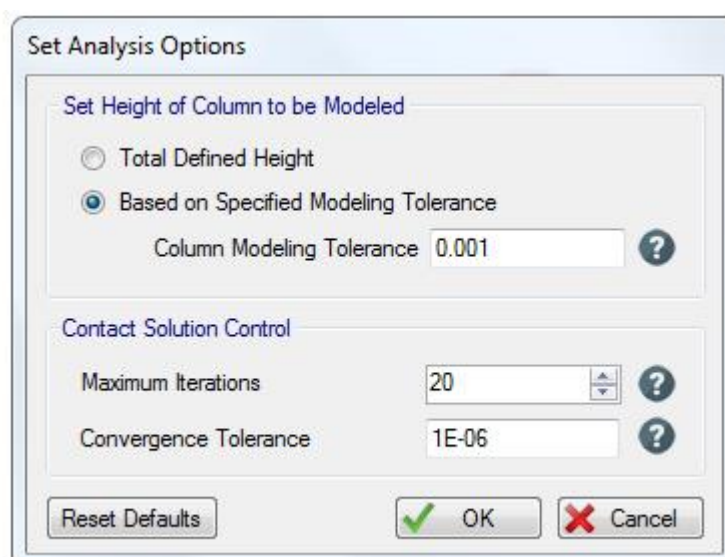 Set Analysis Options
Set Height of Column to be Modeled
Total Defined Height
Based on Specified Modeling Tolerance
Column Modeling Tolerance 0.001 ?
Contact Solution Control
Maximum Iterations 20 ?
Convergence Tolerance 1E-06 ?
Reset Defaults OK Cancel